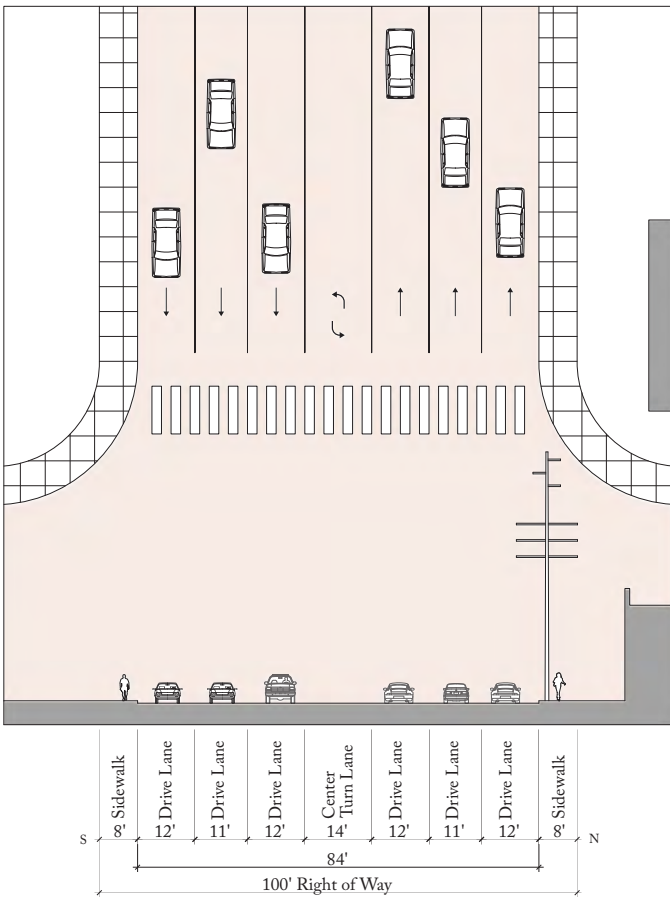 Sidewalk
Drive Lane
Drive Lane
Drive Lane
Center
Turn Lane
Drive Lane
Drive Lane
Drive Lane
Sidewalk
S 8' 12' 11' 12' 14' 12' 11' 12' 8' N
84'
100' Right of Way